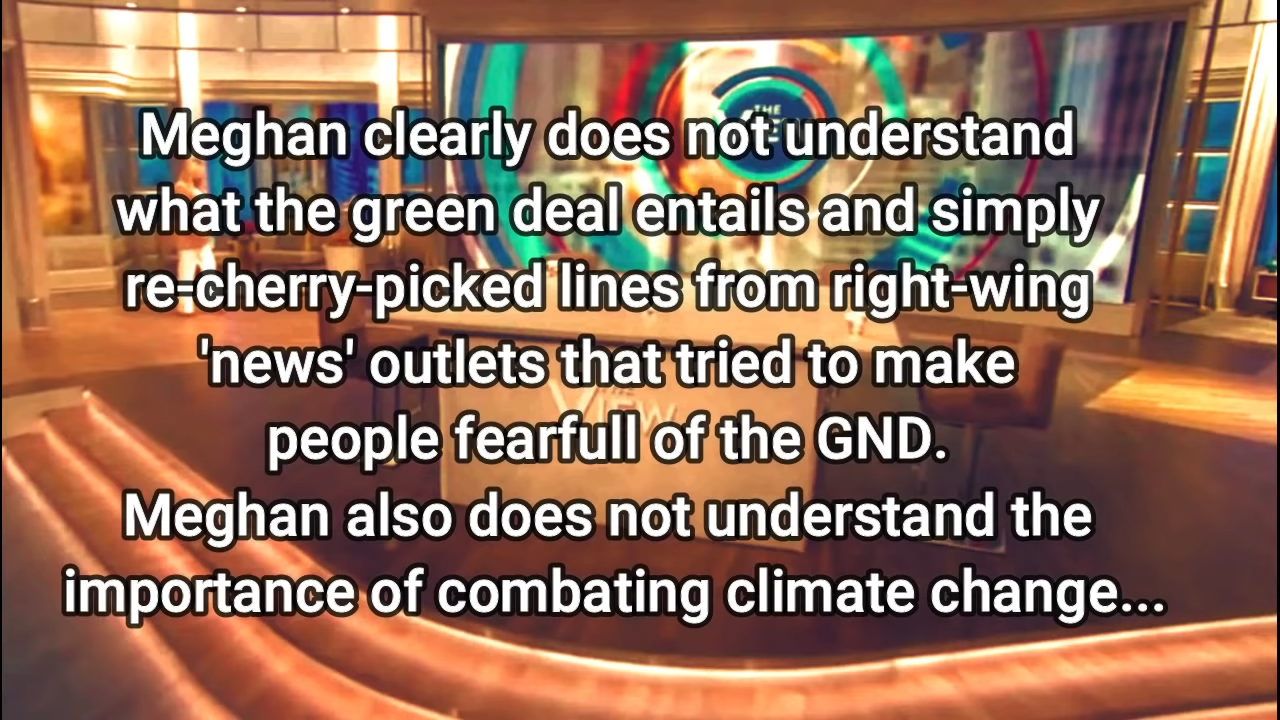 THE
Meghan clearly does not understand
what the green deal entails and simply
re-cherry-picked lines from right-wing
'news' outlets that tried to make
people fearfull of the GND.
Meghan also does not understand the
importance of combating climate change...
VIEW